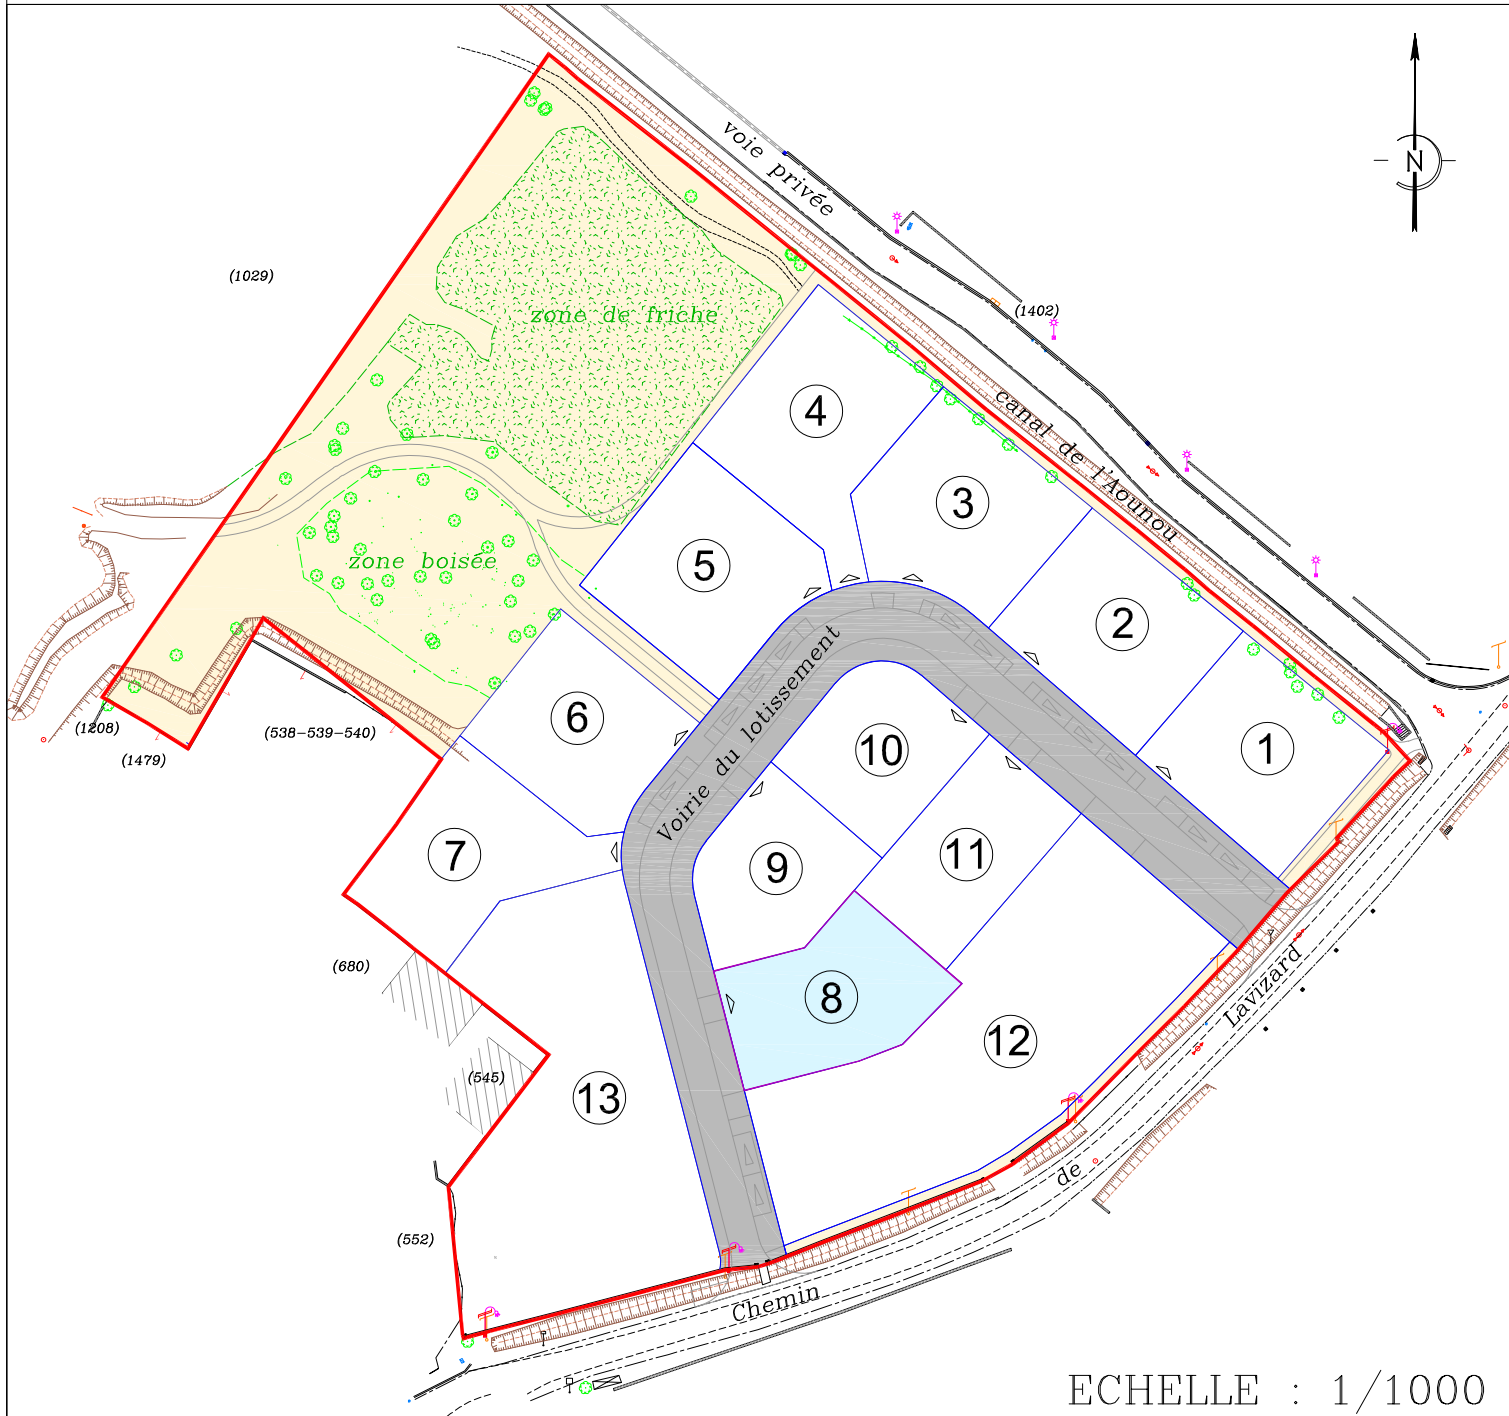 voie privée
N
(1029)
(1402)
zone de friche
canal de l'Aounou
4
3
5
zone boisée
2
6
Voirie du lotissement
10
1
(1208)
(538-539-540)
(1479)
7
11
9
(680)
8
Lavizard
12
(545)
13
de
(552)
Chemin
ECHELLE : 1/1000